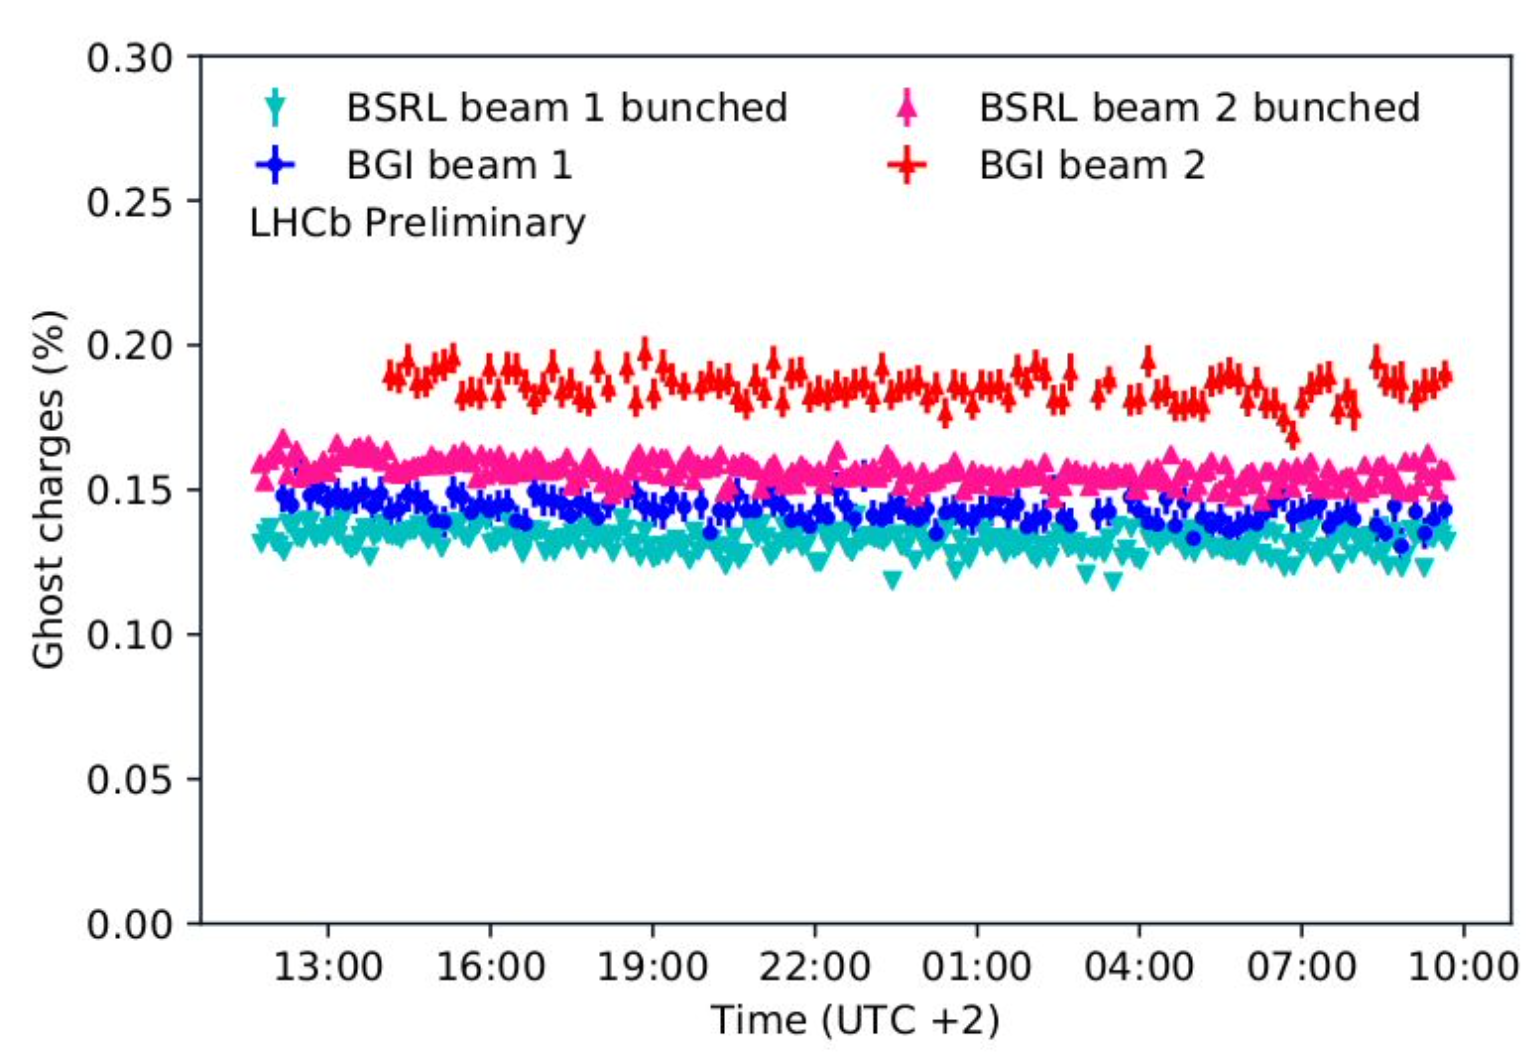 0.30
BSRL beam 1 bunched
BSRL beam 2 bunched
BGI beam 1
BGI beam 2
0.25
LHCb Preliminary
0.20
Ghost charges (%)
0.15
0.10
0.05
0.00
13:00 16:00 19:00 22:00 01:00 04:00 07:00 10:00
Time (UTC +2)